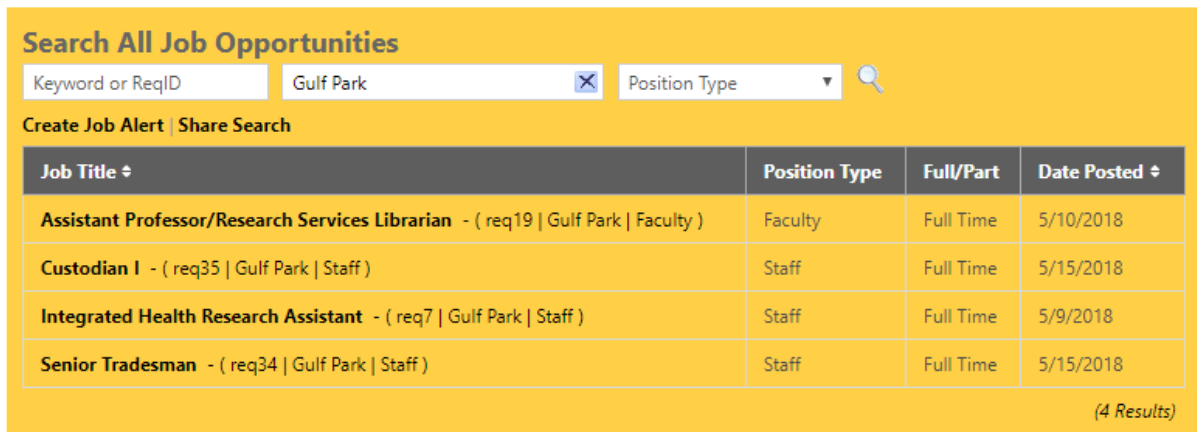 Search All Job Opportunities
Keyword or ReqID Gulf Park Position Type
Create Job Alert | Share Search
Job Title Position Type Full/Part Date Posted
Assistant Professor/Research Services Librarian - ( req19 | Gulf Park | Faculty ) Faculty Full Time 5/10/2018
Custodian I - ( req35 | Gulf Park | Staff ) Staff Full Time 5/15/2018
Integrated Health Research Assistant - ( req7 | Gulf Park | Staff ) Staff Full Time 5/9/2018
Senior Tradesman - ( req34 | Gulf Park | Staff ) Staff Full Time 5/15/2018
(4 Results)